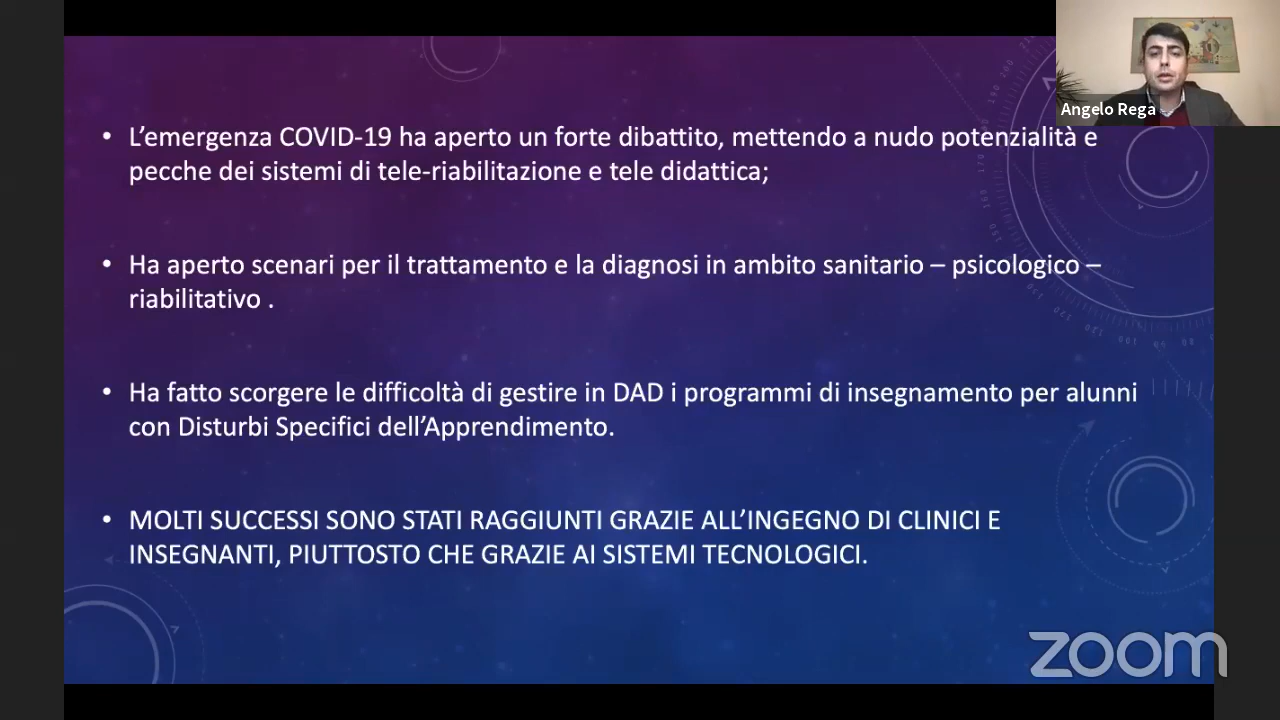 Angelo Rega
• L'emergenza COVID-19 ha aperto un forte dibattito, mettendo a nudo potenzialità e
pecche dei sistemi di tele-riabilitazione e tele didattica;
• Ha aperto scenari per il trattamento e la diagnosi in ambito sanitario – psicologico –
riabilitativo .
• Ha fatto scorgere le difficoltà di gestire in DAD i programmi di insegnamento per alunni
con Disturbi Specifici dell'Apprendimento.
• MOLTI SUCCESSI SONO STATI RAGGIUNTI GRAZIE ALL'INGEGNO DI CLINICI E
INSEGNANTI, PIUTTOSTO CHE GRAZIE AI SISTEMI TECNOLOGICI.
zoom